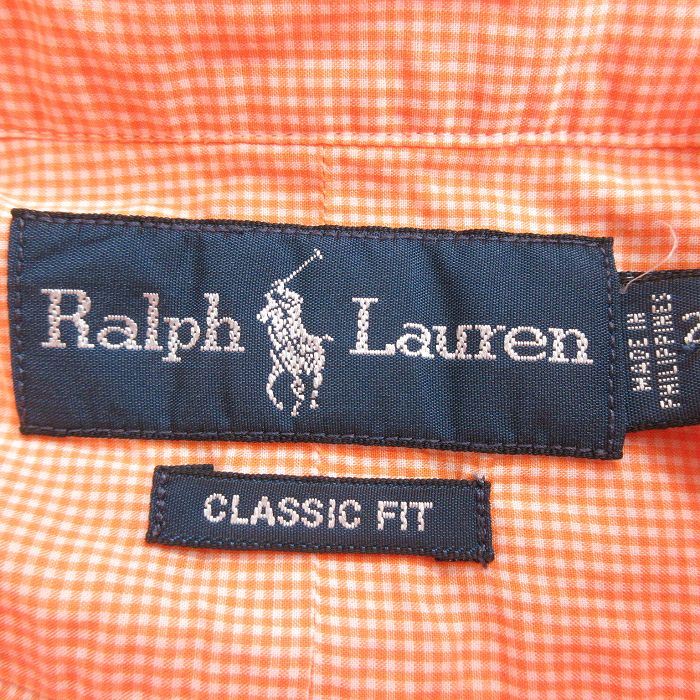 Ralph Lauren
MADE IN
PHILIPPINES
CLASSIC FIT